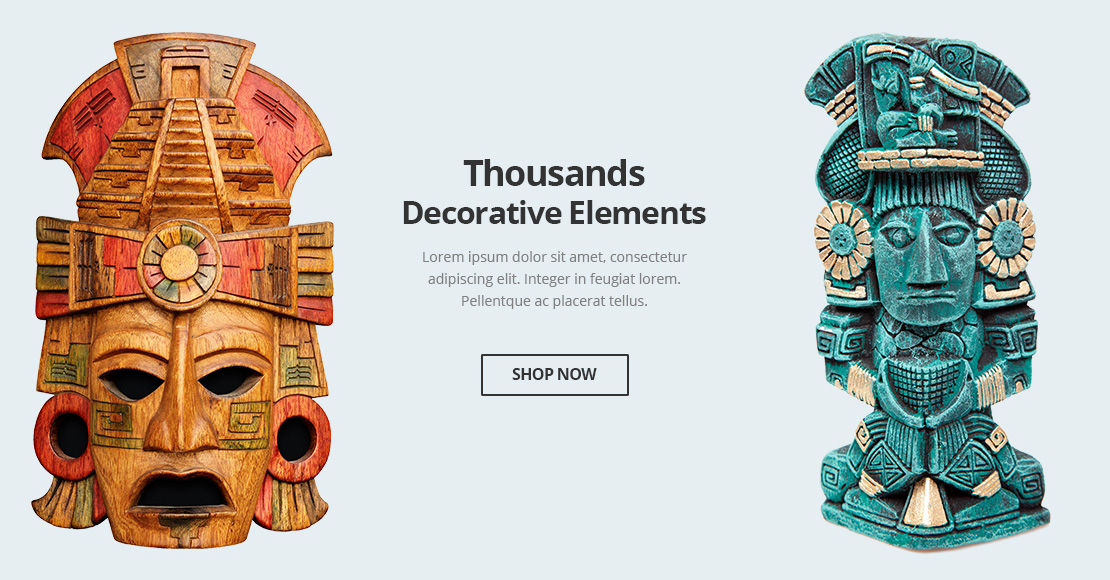 Thousands
Decorative Elements
Lorem ipsum dolor sit amet, consectetur
adipiscing elit. Integer in feugiat lorem.
Pellentque ac placerat tellus.
SHOP NOW